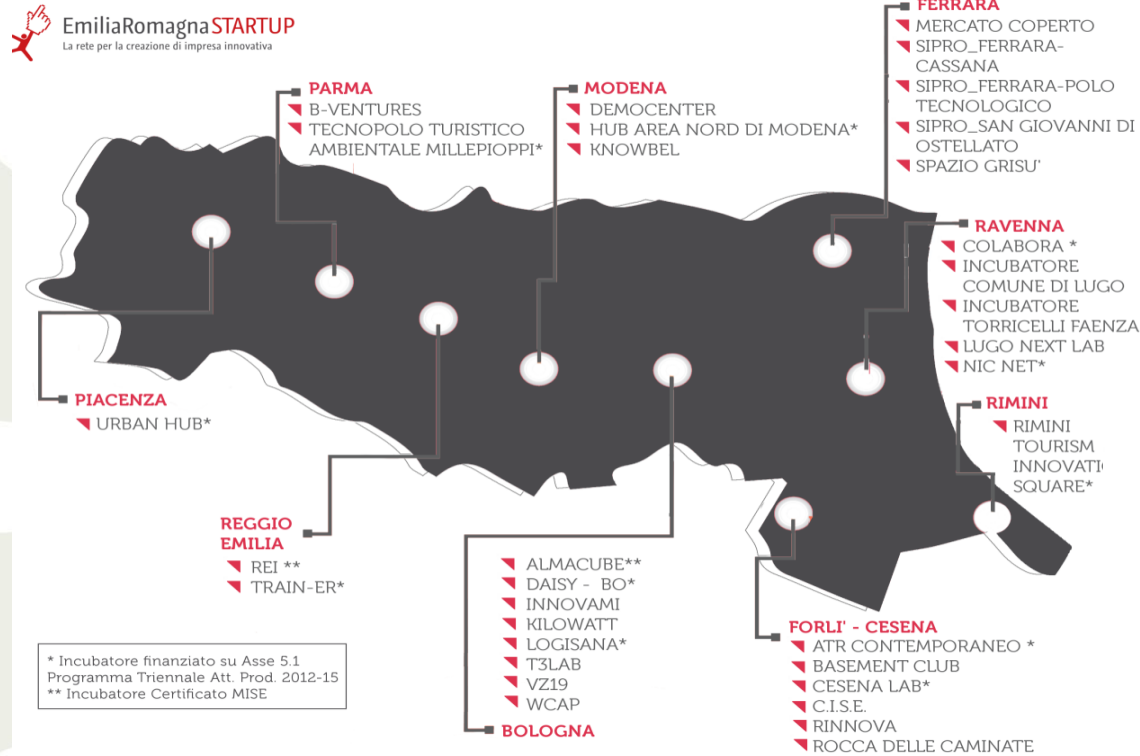 EmiliaRomagnaSTARTUP
La rete per la creazione di impresa innovativa
PARMA
B-VENTURES
TECNOPOLO TURISTICO
AMBIENTALE MILLEPIOPPI*
MODENA
DEMOCENTER
HUB AREA NORD DI MODENA*
KNOWBEL
FERRARA
MERCATO COPERTO
SIPRO_FERRARA-
CASSANA
SIPRO_FERRARA-POLO
TECNOLOGICO
SIPRO_SAN GIOVANNI DI
OSTELLATO
SPAZIO GRISU'
RAVENNA
COLABORA *
INCUBATORE
COMUNE DI LUGO
INCUBATORE
TORRICELLI FAENZA
LUGO NEXT LAB
NIC NET*
PIACENZA
URBAN HUB*
RIMINI
RIMINI
TOURISM
INNOVATI
SQUARE*
REGGIO
EMILIA
REI **
TRAIN-ER*
ALMACUBE**
DAISY - BO*
INNOVAMI
KILOWATT
LOGISANA*
T3LAB
VZ19
WCAP
BOLOGNA
FORLI' - CESENA
ATR CONTEMPORANEO *
BASEMENT CLUB
CESENA LAB*
C.I.S.E.
RINNOVA
ROCCA DELLE CAMINATE
* Incubatore finanziato su Asse 5.1
Programma Triennale Att. Prod. 2012-15
** Incubatore Certificato MISE